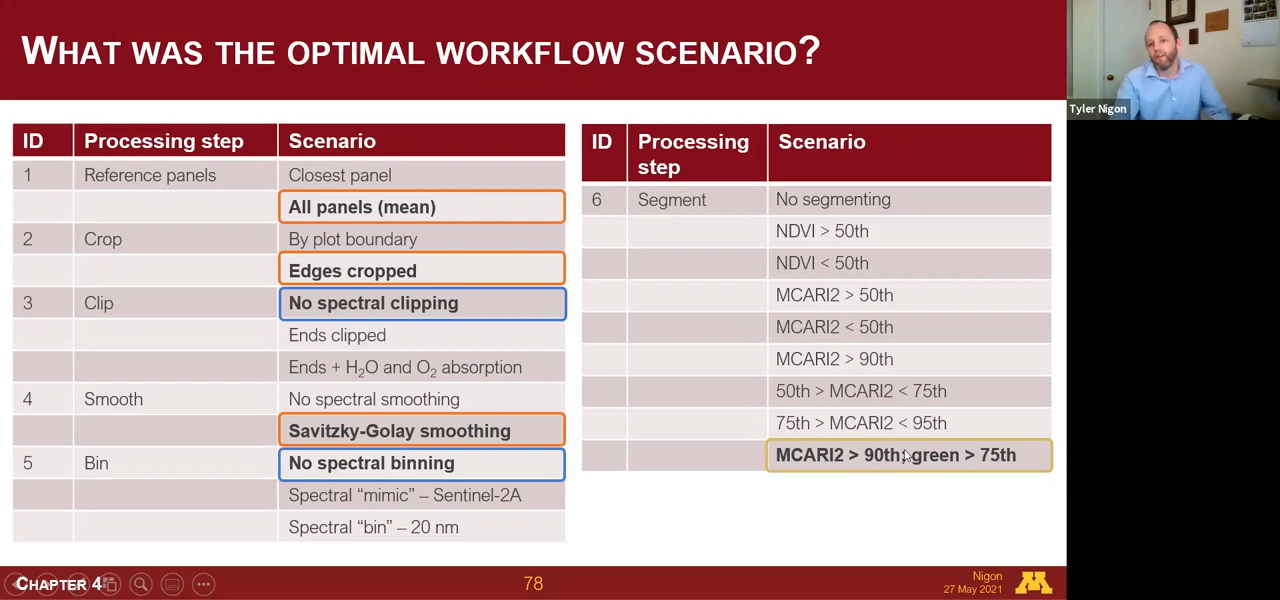 WHAT WAS THE OPTIMAL WORKFLOW SCENARIO?
Tyler Nigon
ID Processing step Scenario
1 Reference panels Closest panel
All panels (mean)
2 Crop By plot boundary
Edges cropped
3 Clip No spectral clipping
Ends clipped
Ends + H₂O and O₂ absorption
4 Smooth No spectral smoothing
Savitzky-Golay smoothing
5 Bin No spectral binning
Spectral “mimic” – Sentinel-2A
Spectral “bin” – 20 nm
ID Processing step Scenario
6 Segment No segmenting
NDVI > 50th
NDVI < 50th
MCARI2 > 50th
MCARI2 < 50th
MCARI2 > 90th
50th > MCARI2 < 75th
75th > MCARI2 < 95th
MCARI2 > 90th; green > 75th
CHAPTER 4
78
Nigon
27 May 2021
M